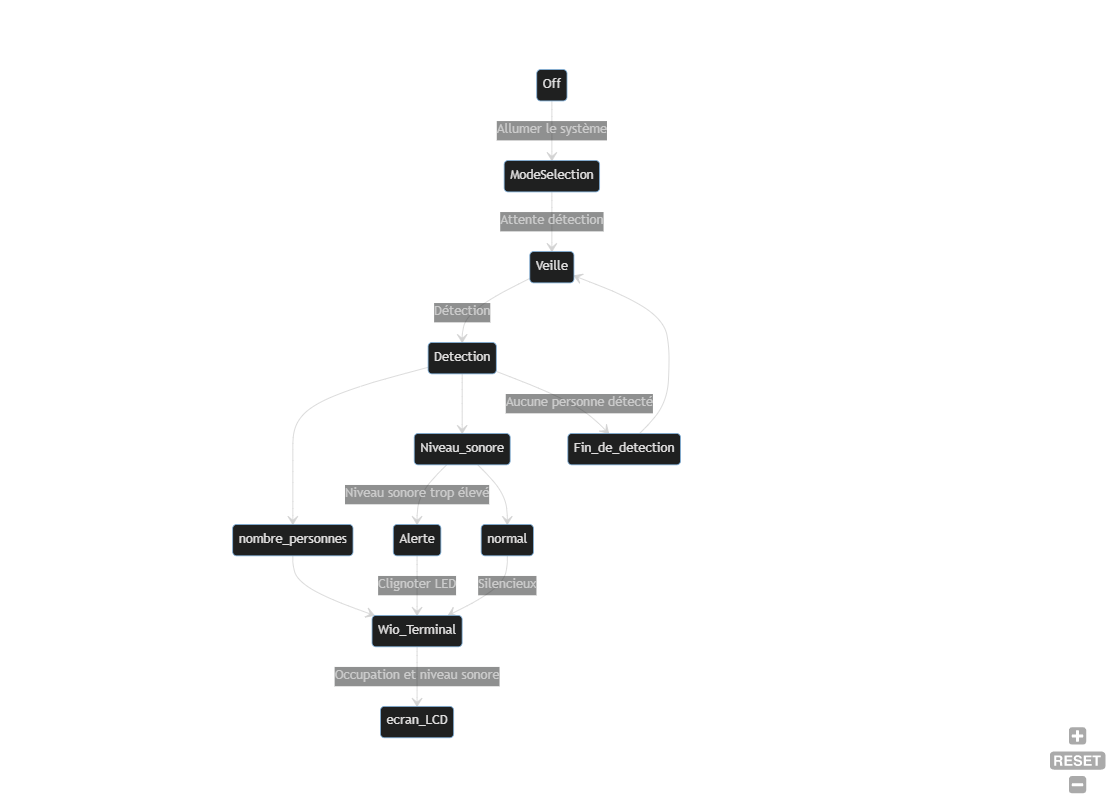 Off
Allumer le système
ModeSelection
Attente détection
Veille
Détection
Detection
Aucune personne détecté
Niveau_sonore
Fin_de_detection
Niveau sonore trop élevé
nombre_personnes
Alerte
normal
Clignoter LED
Silencieux
Wio_Terminal
Occupation et niveau sonore
ecran_LCD
RESET